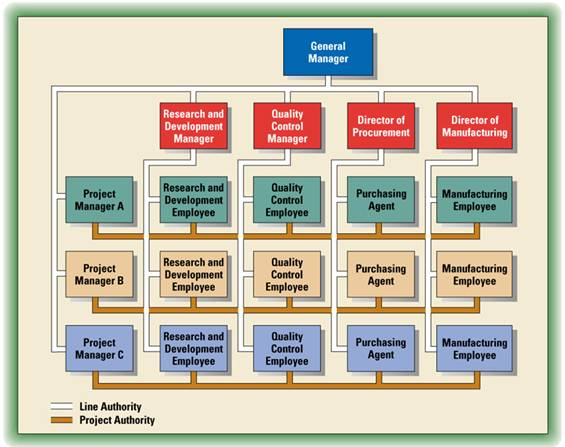 General
Manager
Research and
Development
Manager
Quality
Control
Manager
Director of
Procurement
Director of
Manufacturing
Project
Manager A
Research and
Development
Employee
Quality
Control
Employee
Purchasing
Agent
Manufacturing
Employee
Project
Manager B
Research and
Development
Employee
Quality
Control
Employee
Purchasing
Agent
Manufacturing
Employee
Project
Manager C
Research and
Development
Employee
Quality
Control
Employee
Purchasing
Agent
Manufacturing
Employee
Line Authority
Project Authority